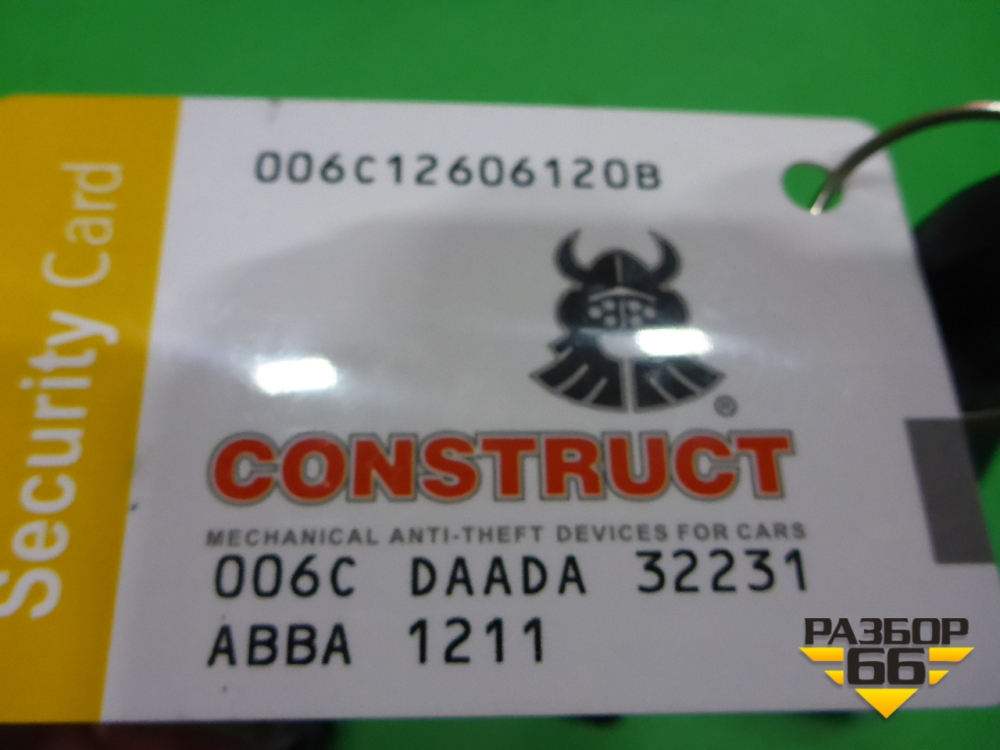 Security Card
006C12606120B
®
CONSTRUCT
MECHANICAL ANTI-THEFT DEVICES FOR CARS
006C DAADA 32231
ABBA 1211
РАЗБОР
66